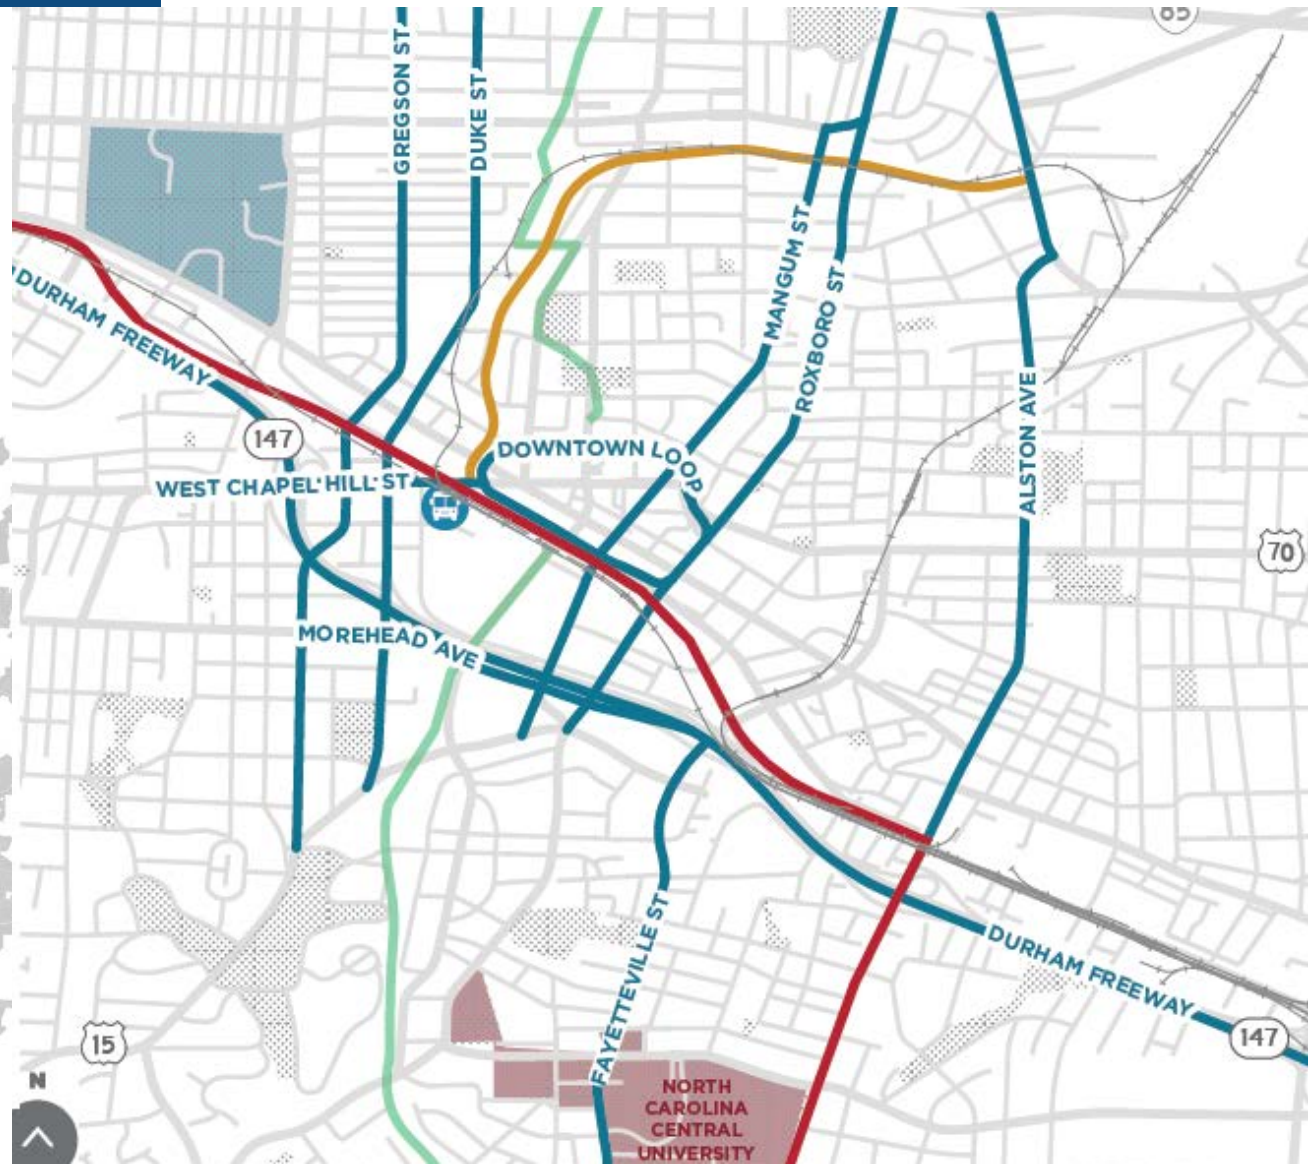 85
GREGSON ST
DUKE ST
MANGUM ST
ROXBORO ST
DURHAM FREEWAY
147
DOWNTOWN LOOP
WEST CHAPEL HILL ST
ALSTON AVE
70
MOREHEAD AVE
FAYETTEVILLE ST
DURHAM FREEWAY
147
15
N
NORTH
CAROLINA
CENTRAL
UNIVERSITY